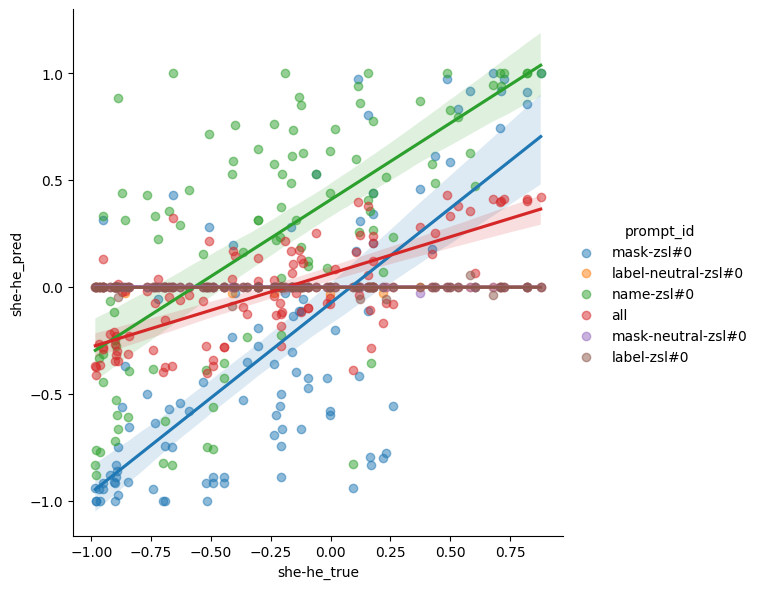 she-he_pred
1.0
0.5
0.0
−0.5
−1.0
−1.00
−0.75
−0.50
−0.25
0.00
0.25
0.50
0.75
she-he_true
prompt_id
mask-zsl#0
label-neutral-zsl#0
name-zsl#0
all
mask-neutral-zsl#0
label-zsl#0